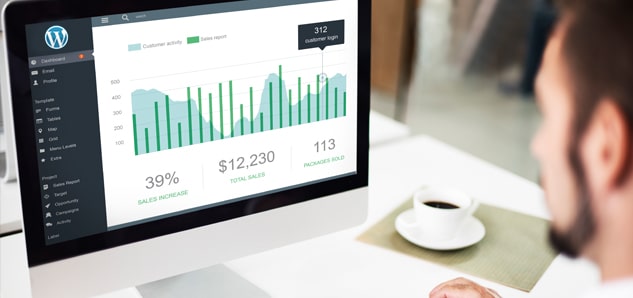 search
Dashboard
Email
Profile
Template
Forms
Tables
Map
Grid
Menu Levels
Extra
Project
Sales Report
Target
Opportunity
Campaigns
Activity
Label
Customer activity
Sales report
312
customer login
500
400
300
200
100
39%
SALES INCREASE
$12,230
TOTAL SALES
113
PACKAGES SOLD